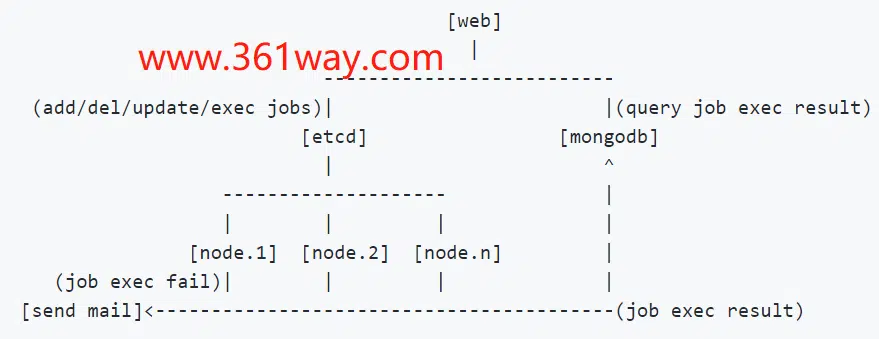 [web]
www.361way.com
|
--------------------------
(add/del/update/exec jobs)| |(query job exec result)
[etcd] [mongodb]
| ^
-------------------- |
| | | |
[node.1] [node.2] [node.n] |
(job exec fail)| | | |
[send mail]<-----------------------------------------(job exec result)